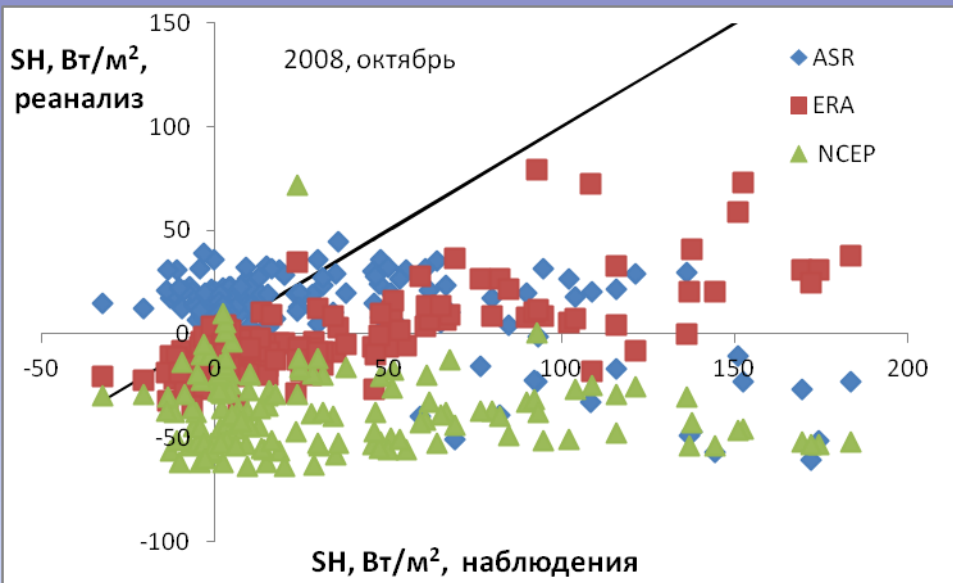 150
SH, Вт/м²,
реанализ
2008, октябрь
ASR
ERA
NCEP
100
50
0
-50
0
50
100
150
200
-50
-100
SH, Вт/м², наблюдения